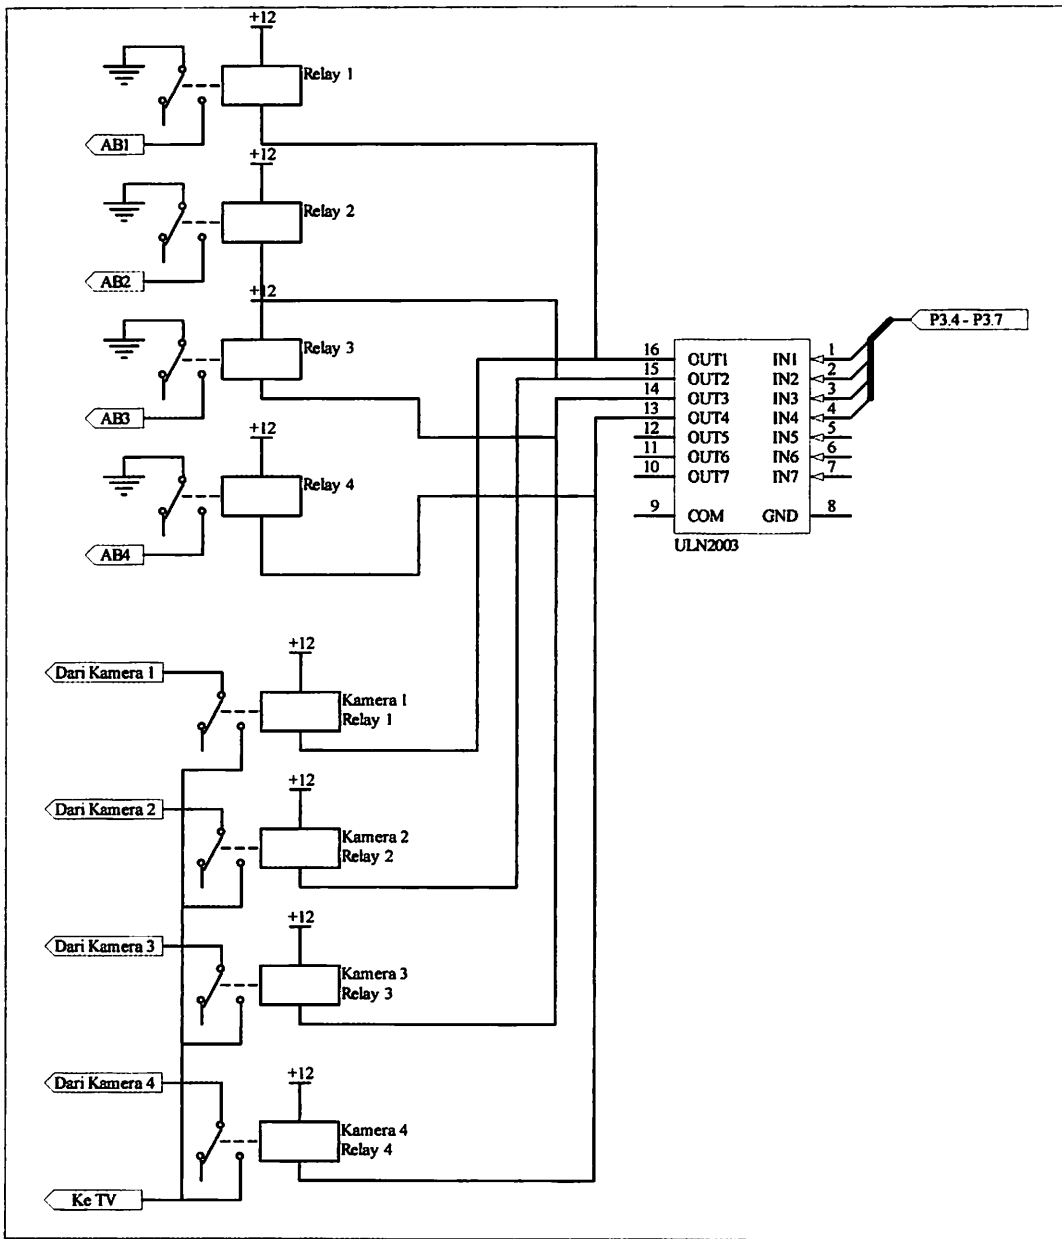 +12
Relay 1
AB1
+12
Relay 2
AB2
+12
Relay 3
AB3
+12
Relay 4
AB4
P3.4 - P3.7
16 OUT1 IN1 1
15 OUT2 IN2 2
14 OUT3 IN3 3
13 OUT4 IN4 4
12 OUT5 IN5 5
11 OUT6 IN6 6
10 OUT7 IN7 7
9 COM GND 8
ULN2003
+12
Dari Kamera 1
Kamera 1
Relay 1
+12
Dari Kamera 2
Kamera 2
Relay 2
+12
Dari Kamera 3
Kamera 3
Relay 3
+12
Dari Kamera 4
Kamera 4
Relay 4
Ke TV